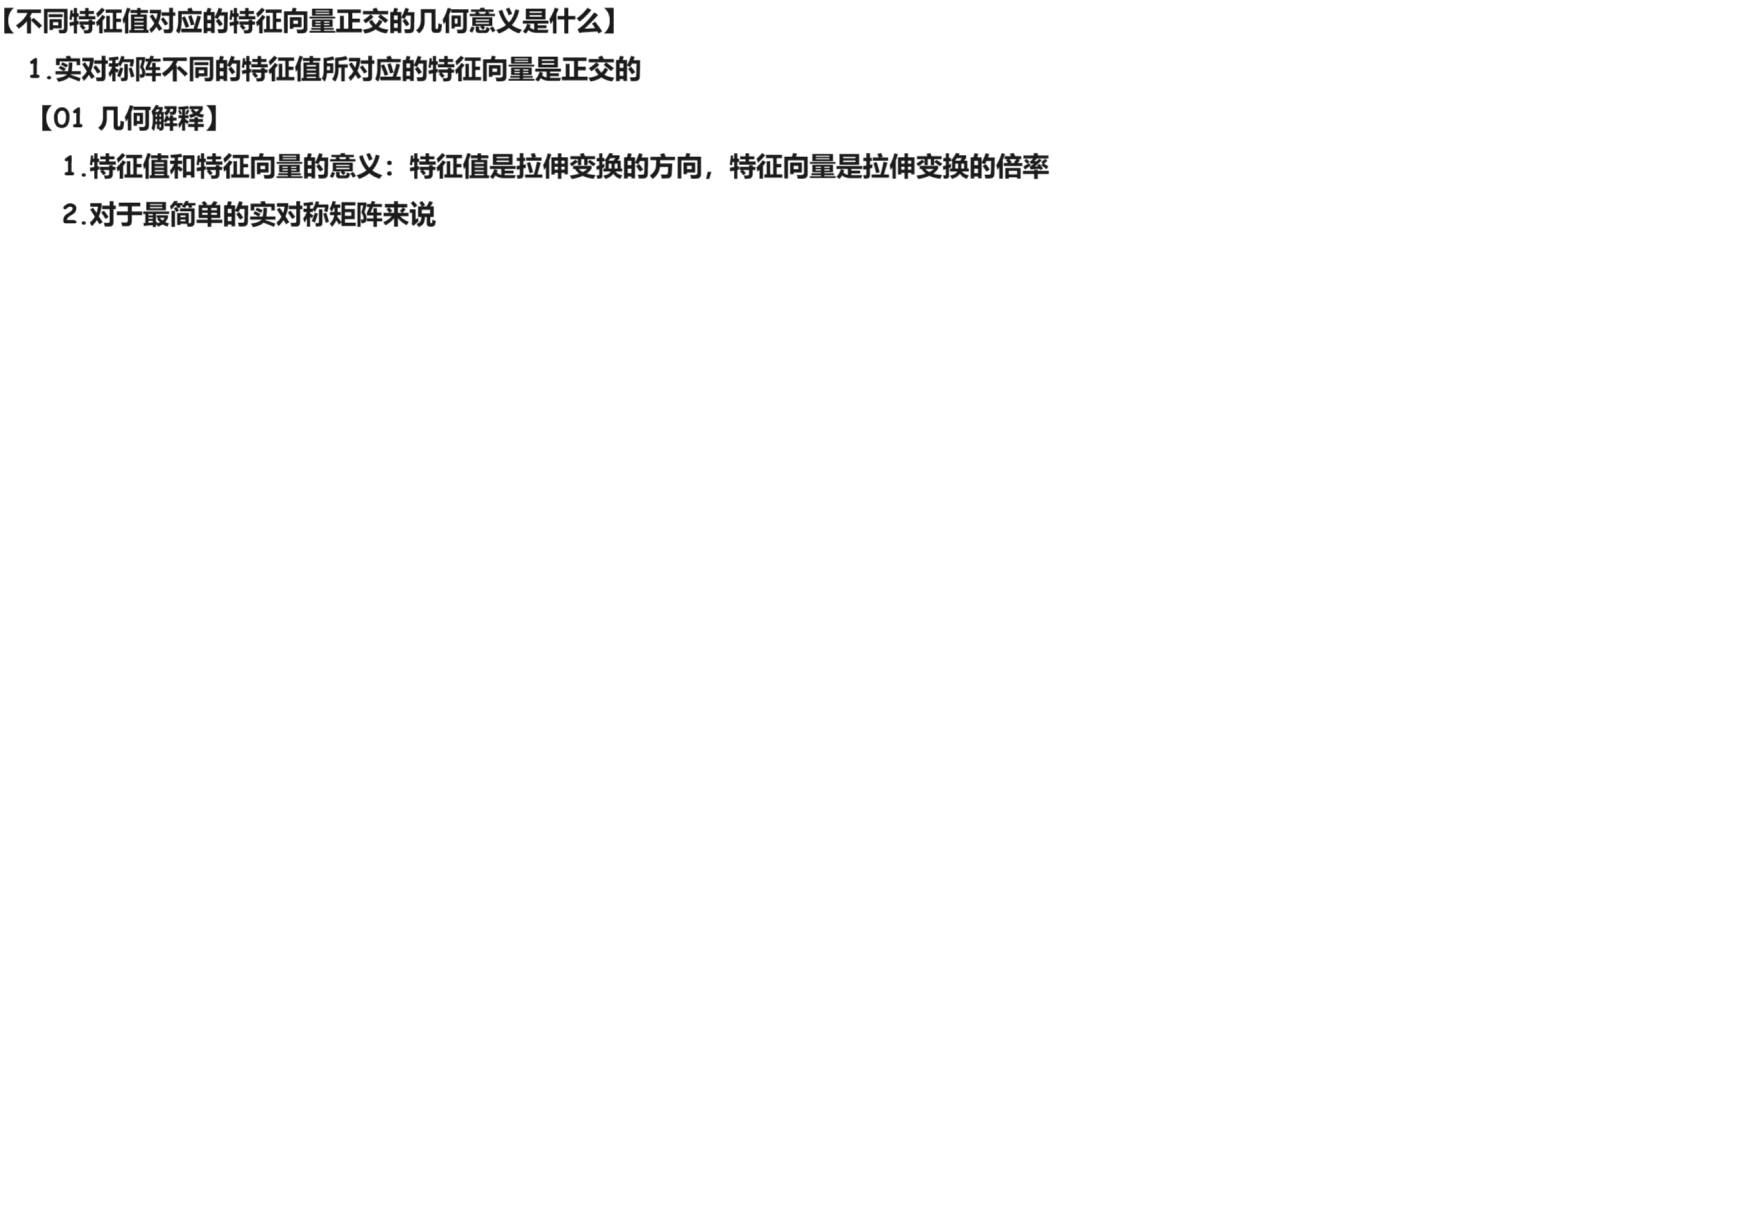 【不同特征值对应的特征向量正交的几何意义是什么】
1.实对称阵不同的特征值所对应的特征向量是正交的
【01 几何解释】
1.特征值和特征向量的意义：特征值是拉伸变换的方向，特征向量是拉伸变换的倍率
2.对于最简单的实对称矩阵来说